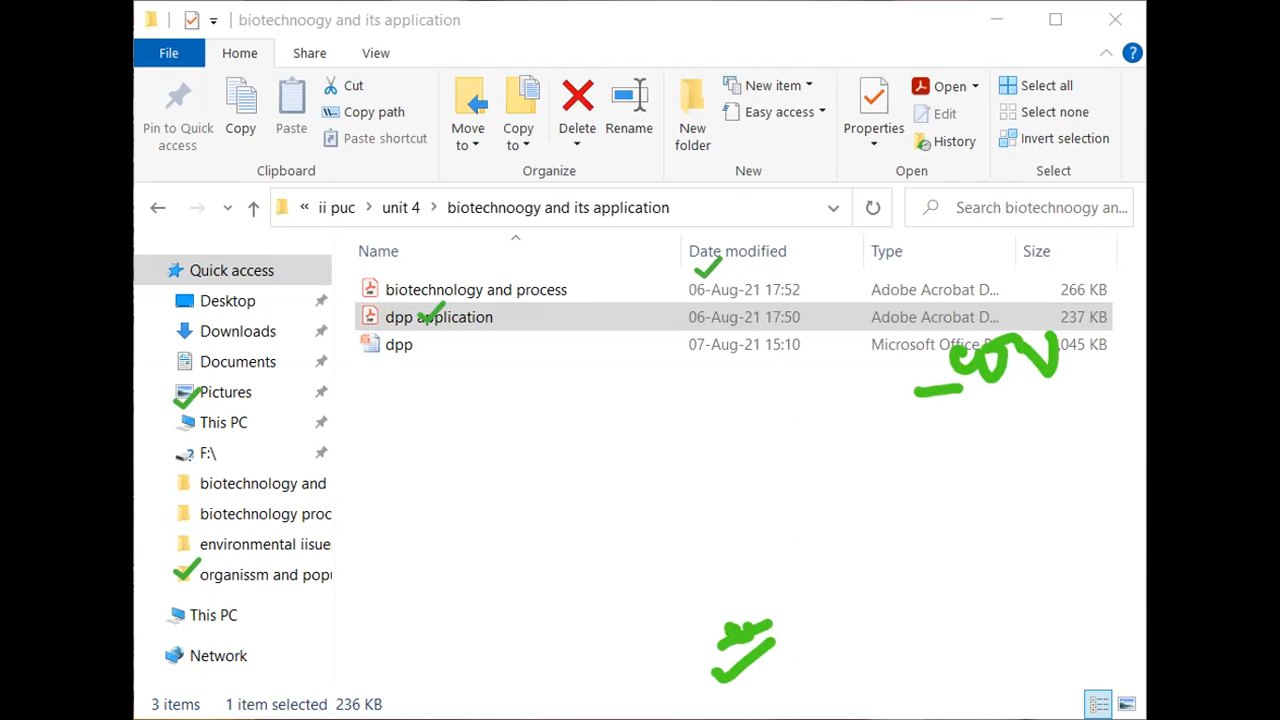 biotechnoogy and its application
File Home Share View
Pin to Quick access
Copy
Paste
Cut
Copy path
Paste shortcut
Clipboard
Move to
Copy to
Delete
Rename
Organize
New folder
New item
Easy access
New
Properties
Open
Edit
History
Open
Select all
Select none
Invert selection
Select
« ii puc > unit 4 > biotechnoogy and its application
Search biotechnoogy an...
Name Date modified Type Size
biotechnology and process 06-Aug-21 17:52 Adobe Acrobat D... 266 KB
dpp application 06-Aug-21 17:50 Adobe Acrobat D... 237 KB
dpp 07-Aug-21 15:10 Microsoft Office 045 KB
Quick access
Desktop
Downloads
Documents
Pictures
This PC
F:\
biotechnology and
biotechnology proc
environmental iisue
organissm and popu
This PC
Network
3 items 1 item selected 236 KB